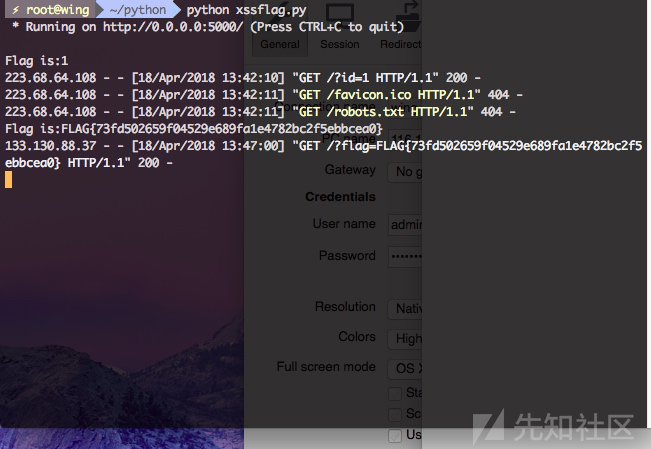 ⚡ root@wing ~/python python xssflag.py
* Running on http://0.0.0.0:5000/ (Press CTRL+C to quit)
General Session Redirect
Flag is:1
223.68.64.108 - - [18/Apr/2018 13:42:10] "GET /?id=1 HTTP/1.1" 200 -
223.68.64.108 - - [18/Apr/2018 13:42:11] "GET /favicon.ico HTTP/1.1" 404 -
223.68.64.108 - - [18/Apr/2018 13:42:11] "GET /robots.txt HTTP/1.1" 404 -
Flag is:FLAG{73fd502659f04529e689fa1e4782bc2f5ebbcea0}
133.130.88.37 - - [18/Apr/2018 13:47:00] "GET /?flag=FLAG{73fd502659f04529e689fa1e4782bc2f5
ebbcea0} HTTP/1.1" 200 -
PC name
Gateway No g
Credentials
User name admin
Password
Resolution Nativ
Colors High
Full screen mode OS X
Sta
Sca
Us
先知社区